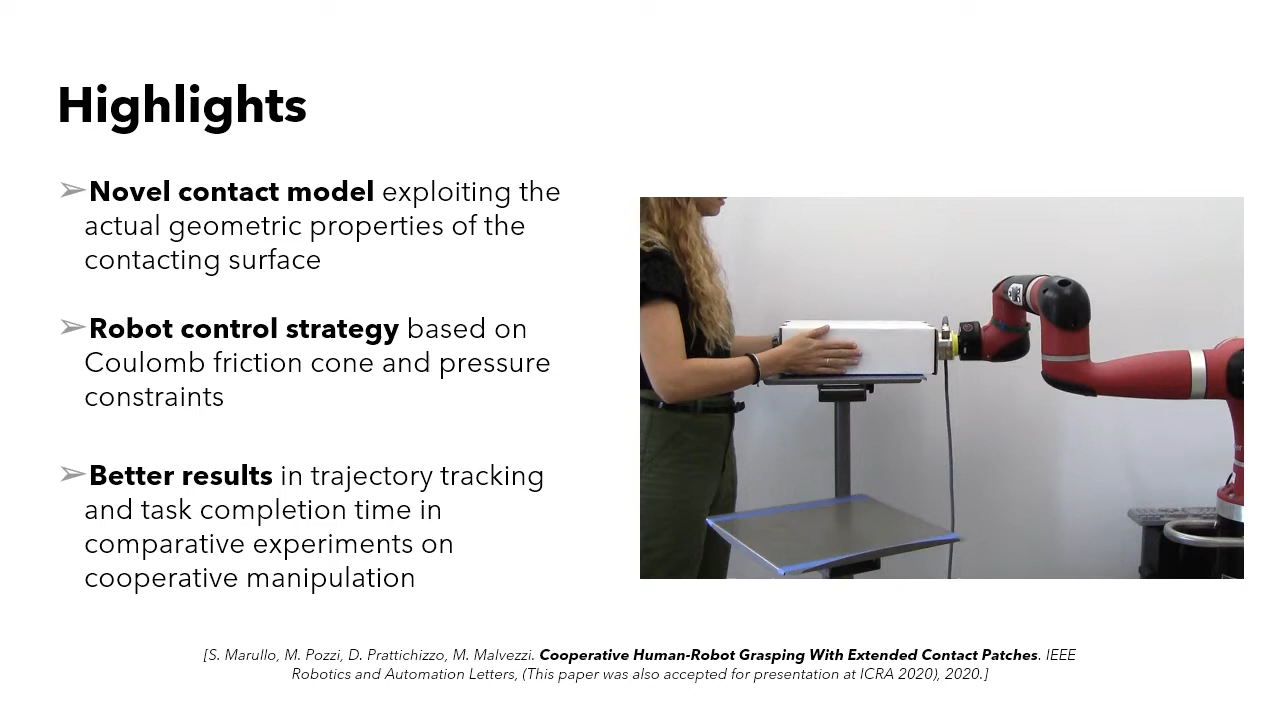 Highlights
➢Novel contact model exploiting the
actual geometric properties of the
contacting surface
➢Robot control strategy based on
Coulomb friction cone and pressure
constraints
➢Better results in trajectory tracking
and task completion time in
comparative experiments on
cooperative manipulation
[S. Marullo, M. Pozzi, D. Prattichizzo, M. Malvezzi. Cooperative Human-Robot Grasping With Extended Contact Patches. IEEE
Robotics and Automation Letters, (This paper was also accepted for presentation at ICRA 2020), 2020.]